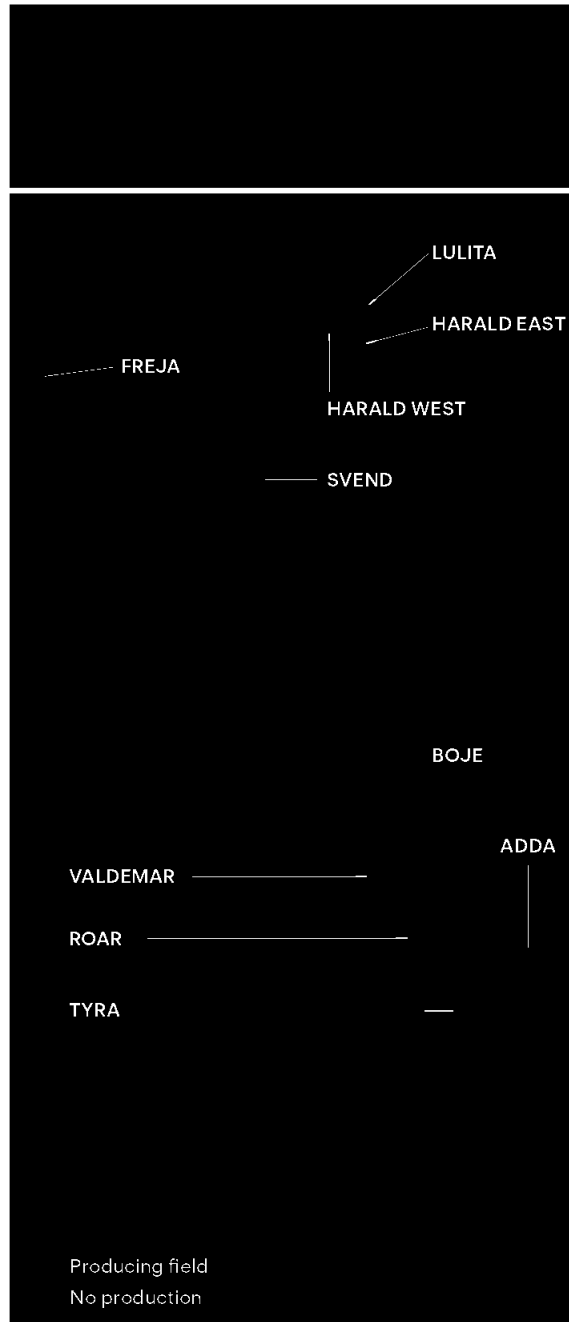 LULITA
HARALD EAST
FREJA
HARALD WEST
SVEND
BOJE
ADDA
VALDEMAR
ROAR
TYRA
Producing field
No production